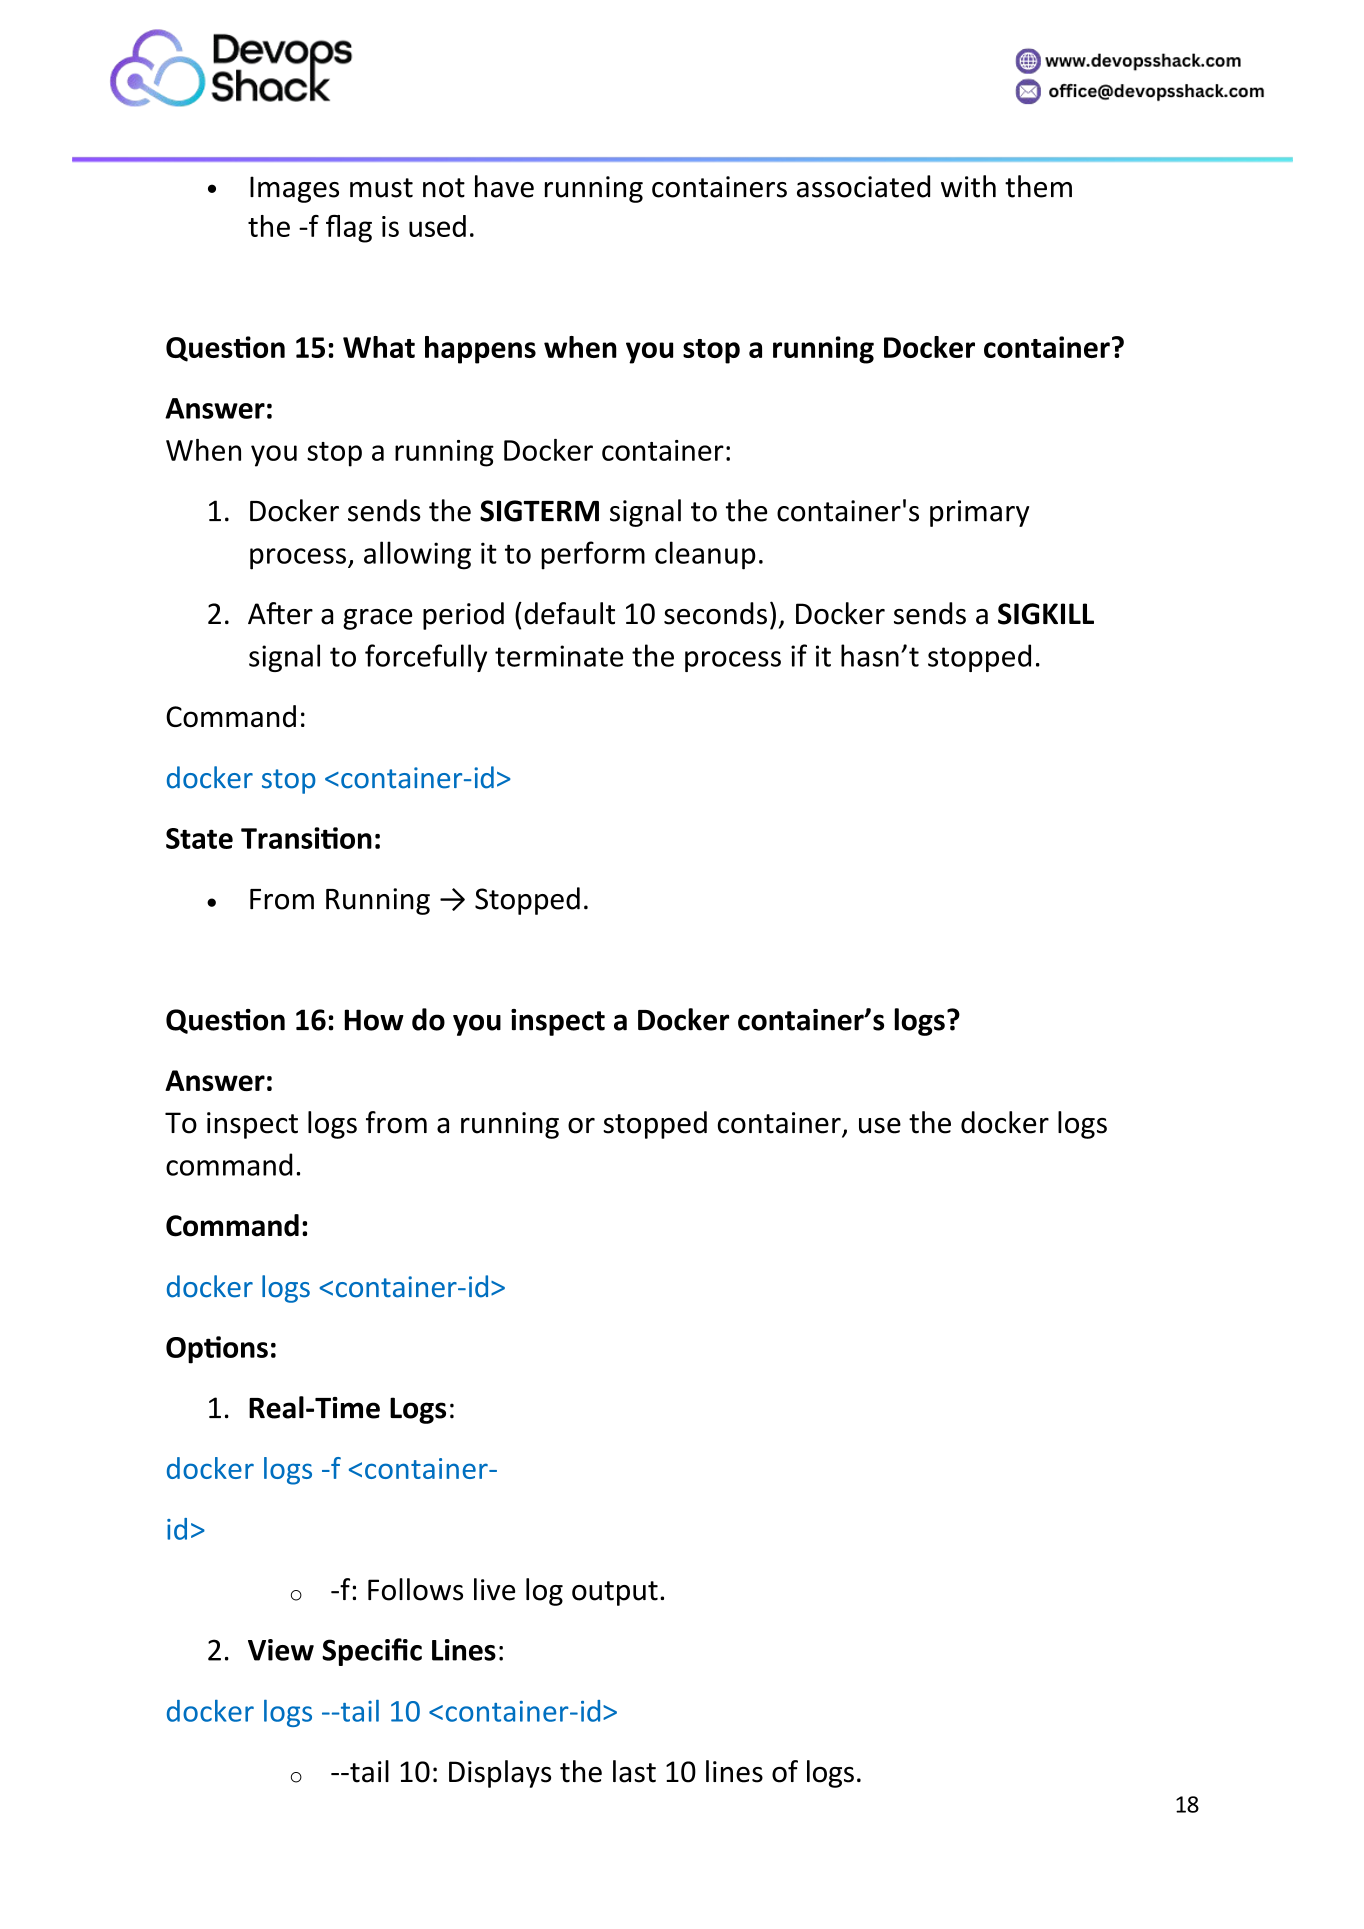 Devops
Shack
www.devopsshack.com
office@devopsshack.com
• Images must not have running containers associated with them
the -f flag is used.
Question 15: What happens when you stop a running Docker container?
Answer:
When you stop a running Docker container:
1. Docker sends the SIGTERM signal to the container's primary
process, allowing it to perform cleanup.
2. After a grace period (default 10 seconds), Docker sends a SIGKILL
signal to forcefully terminate the process if it hasn’t stopped.
Command:
docker stop <container-id>
State Transition:
• From Running → Stopped.
Question 16: How do you inspect a Docker container’s logs?
Answer:
To inspect logs from a running or stopped container, use the docker logs
command.
Command:
docker logs <container-id>
Options:
1. Real-Time Logs:
docker logs -f <container-
id>
○ -f: Follows live log output.
2. View Specific Lines:
docker logs --tail 10 <container-id>
○ --tail 10: Displays the last 10 lines of logs.
18